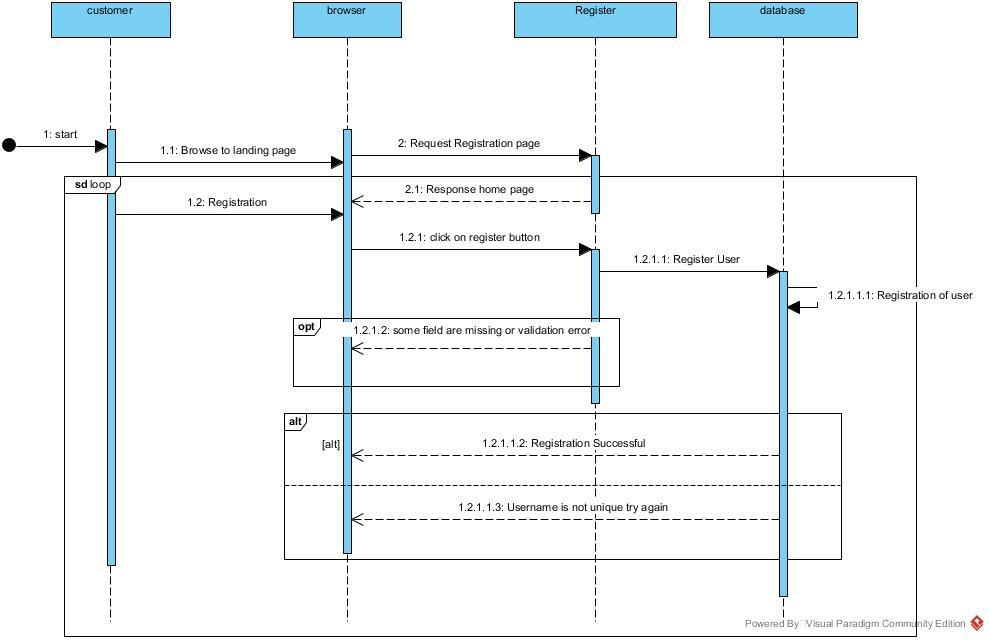 customer
browser
Register
database
1: start
1.1: Browse to landing page
2: Request Registration page
sd loop
2.1: Response home page
1.2: Registration
1.2.1: click on register button
1.2.1.1: Register User
1.2.1.1.1: Registration of user
opt
1.2.1.2: some field are missing or validation error
alt
[alt]
1.2.1.1.2: Registration Successful
1.2.1.1.3: Username is not unique try again
Powered By Visual Paradigm Community Edition